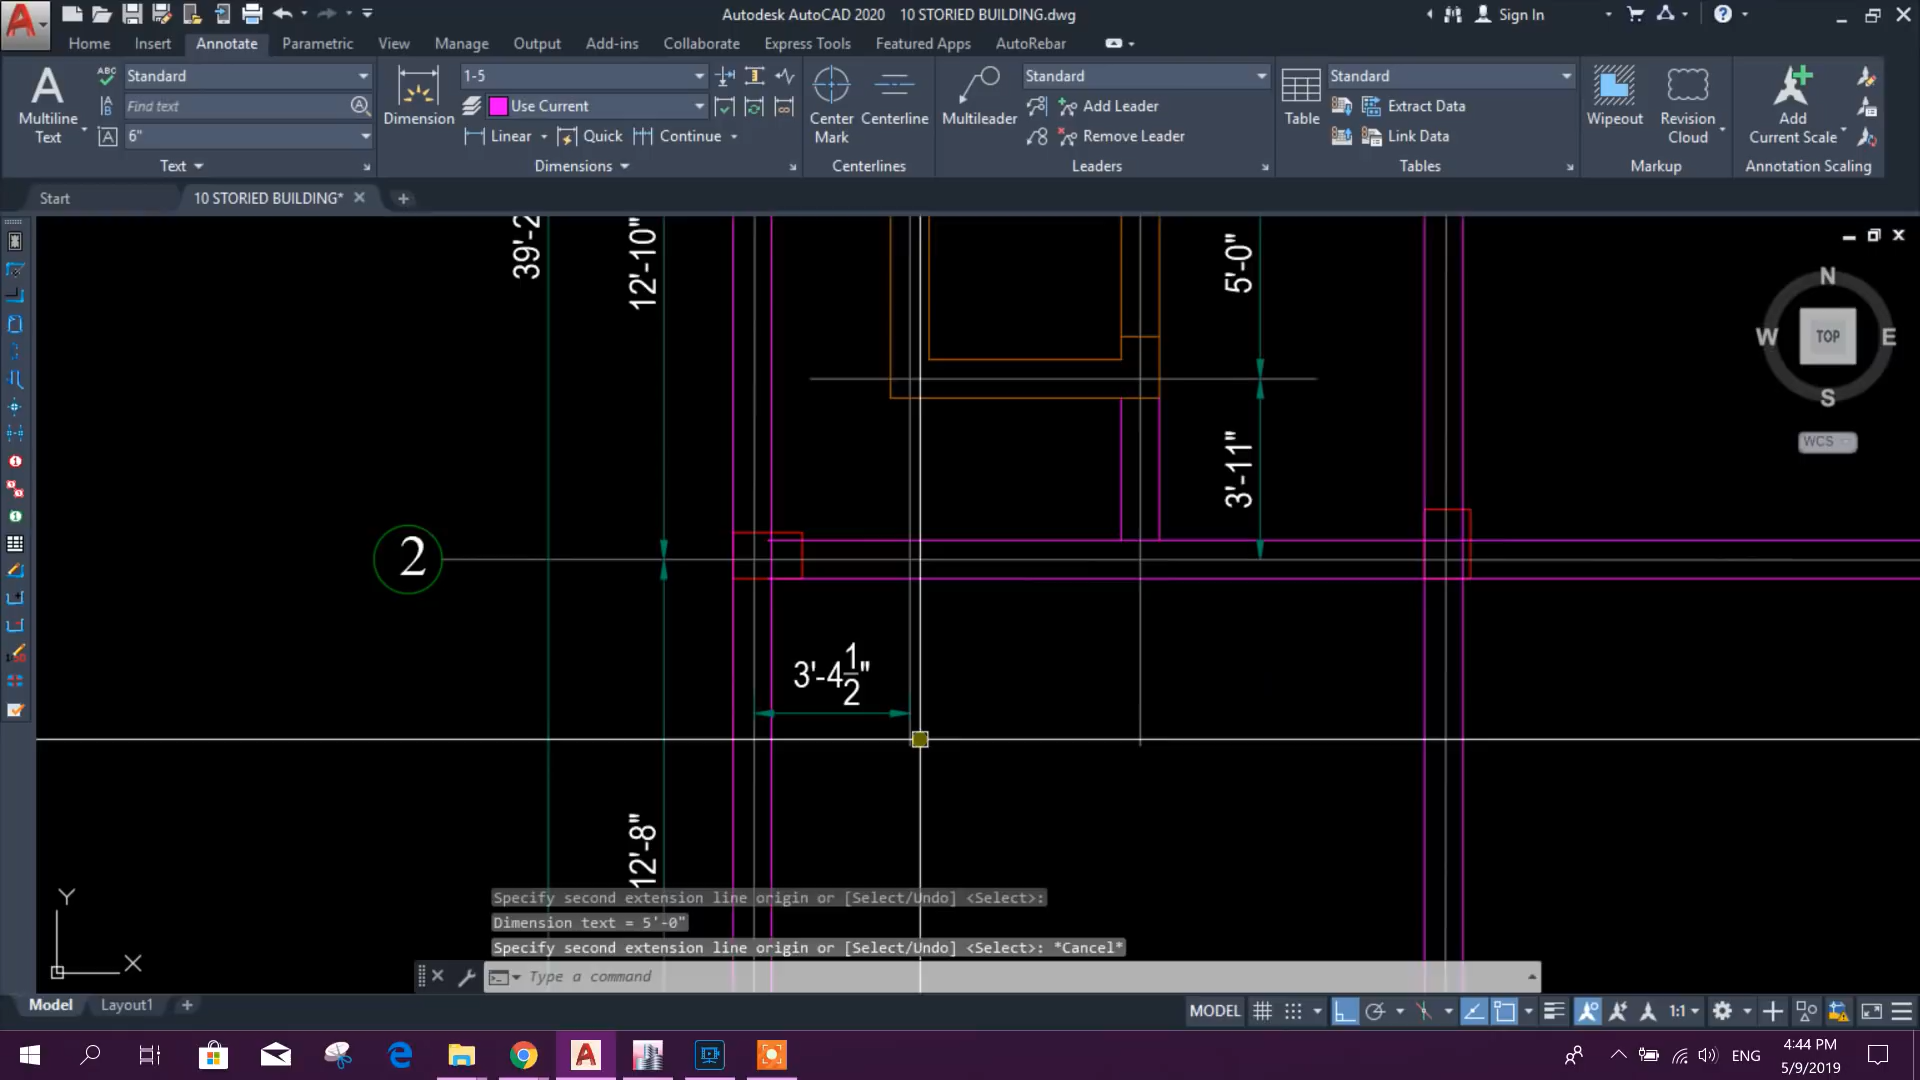 Autodesk AutoCAD 2020 10 STORIED BUILDING.dwg
Sign In
Home Insert Annotate Parametric View Manage Output Add-ins Collaborate Express Tools Featured Apps AutoRebar
Multiline
Text
ABC
Standard
Find text
6"
Text
Dimension
1-5
Use Current
Linear Quick Continue
Dimensions
Center
Mark
Centerline
Centerlines
Multileader
Standard
Add Leader
Remove Leader
Leaders
Table
Standard
Extract Data
Link Data
Tables
Wipeout
Revision
Cloud
Markup
Add
Current Scale
Annotation Scaling
Start 10 STORIED BUILDING*
12'-10"
5'-0"
3'-11"
2
3'-4 1/2"
12'-8"
N
W TOP E
S
WCS
Y
X
Specify second extension line origin or [Select/Undo] <Select>:
Dimension text = 5'-0"
Specify second extension line origin or [Select/Undo] <Select>: *Cancel*
Type a command
Model Layout1
MODEL 1:1
ENG
4:44 PM
5/9/2019